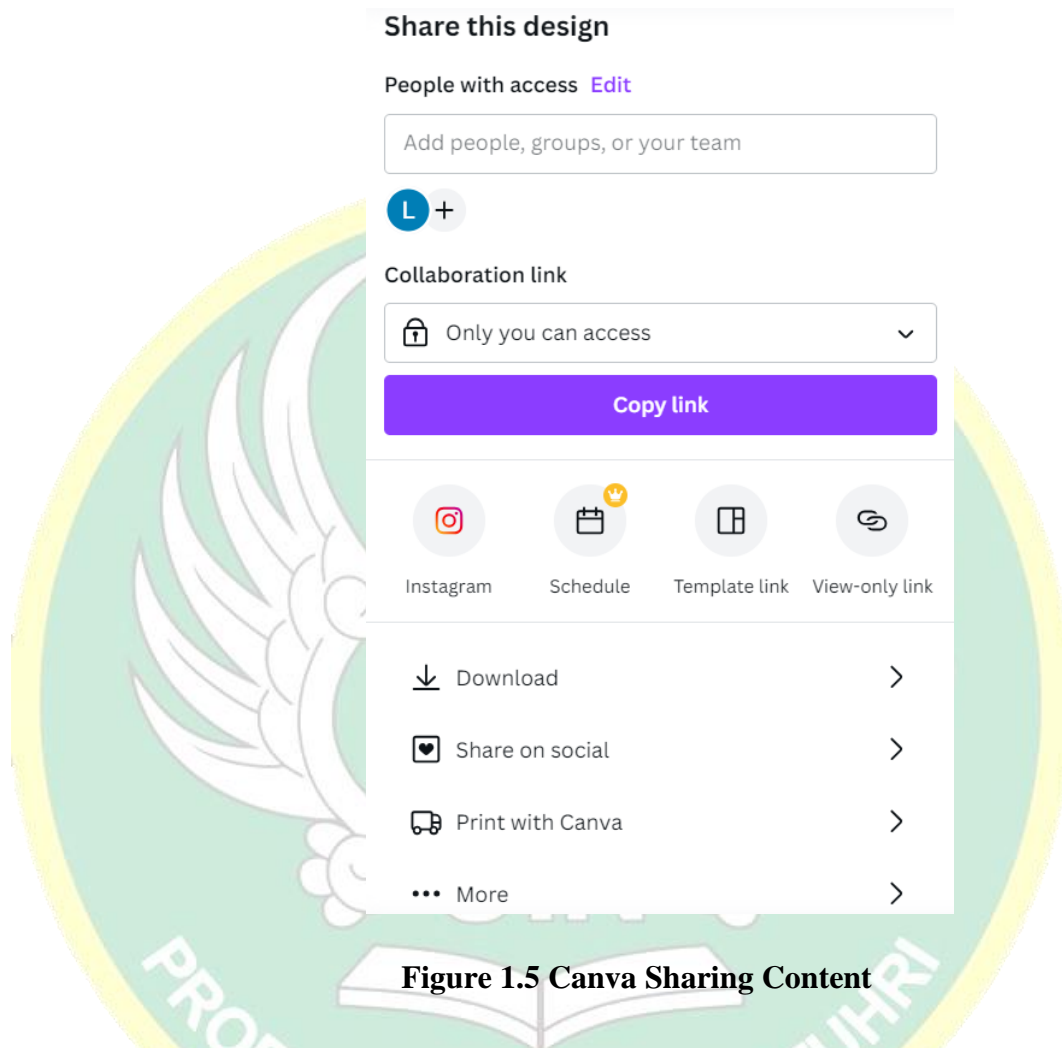 Share this design
People with access Edit
Add people, groups, or your team
L +
Collaboration link
Only you can access
Copy link
Instagram Schedule Template link View-only link
Download
Share on social
Print with Canva
More
Figure 1.5 Canva Sharing Content